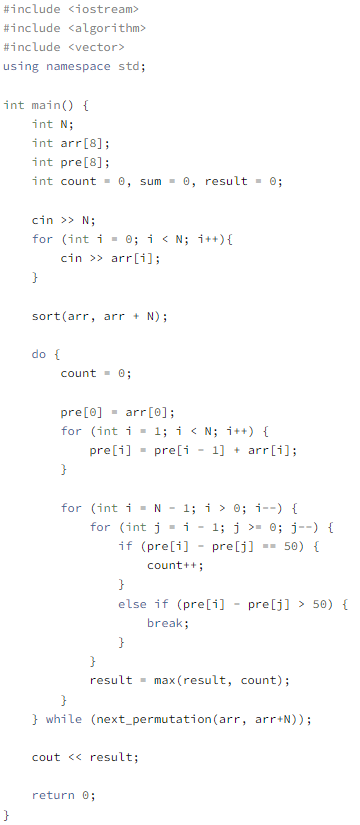 #include <iostream>
#include <algorithm>
#include <vector>
using namespace std;

int main() {
    int N;
    int arr[8];
    int pre[8];
    int count = 0, sum = 0, result = 0;

    cin >> N;
    for (int i = 0; i < N; i++){
        cin >> arr[i];
    }

    sort(arr, arr + N);

    do {
        count = 0;

        pre[0] = arr[0];
        for (int i = 1; i < N; i++) {
            pre[i] = pre[i - 1] + arr[i];
        }

        for (int i = N - 1; i > 0; i--) {
            for (int j = i - 1; j >= 0; j--) {
                if (pre[i] - pre[j] == 50) {
                    count++;
                }
                else if (pre[i] - pre[j] > 50) {
                    break;
                }
            }
            result = max(result, count);
        }
    } while (next_permutation(arr, arr+N));

    cout << result;

    return 0;
}